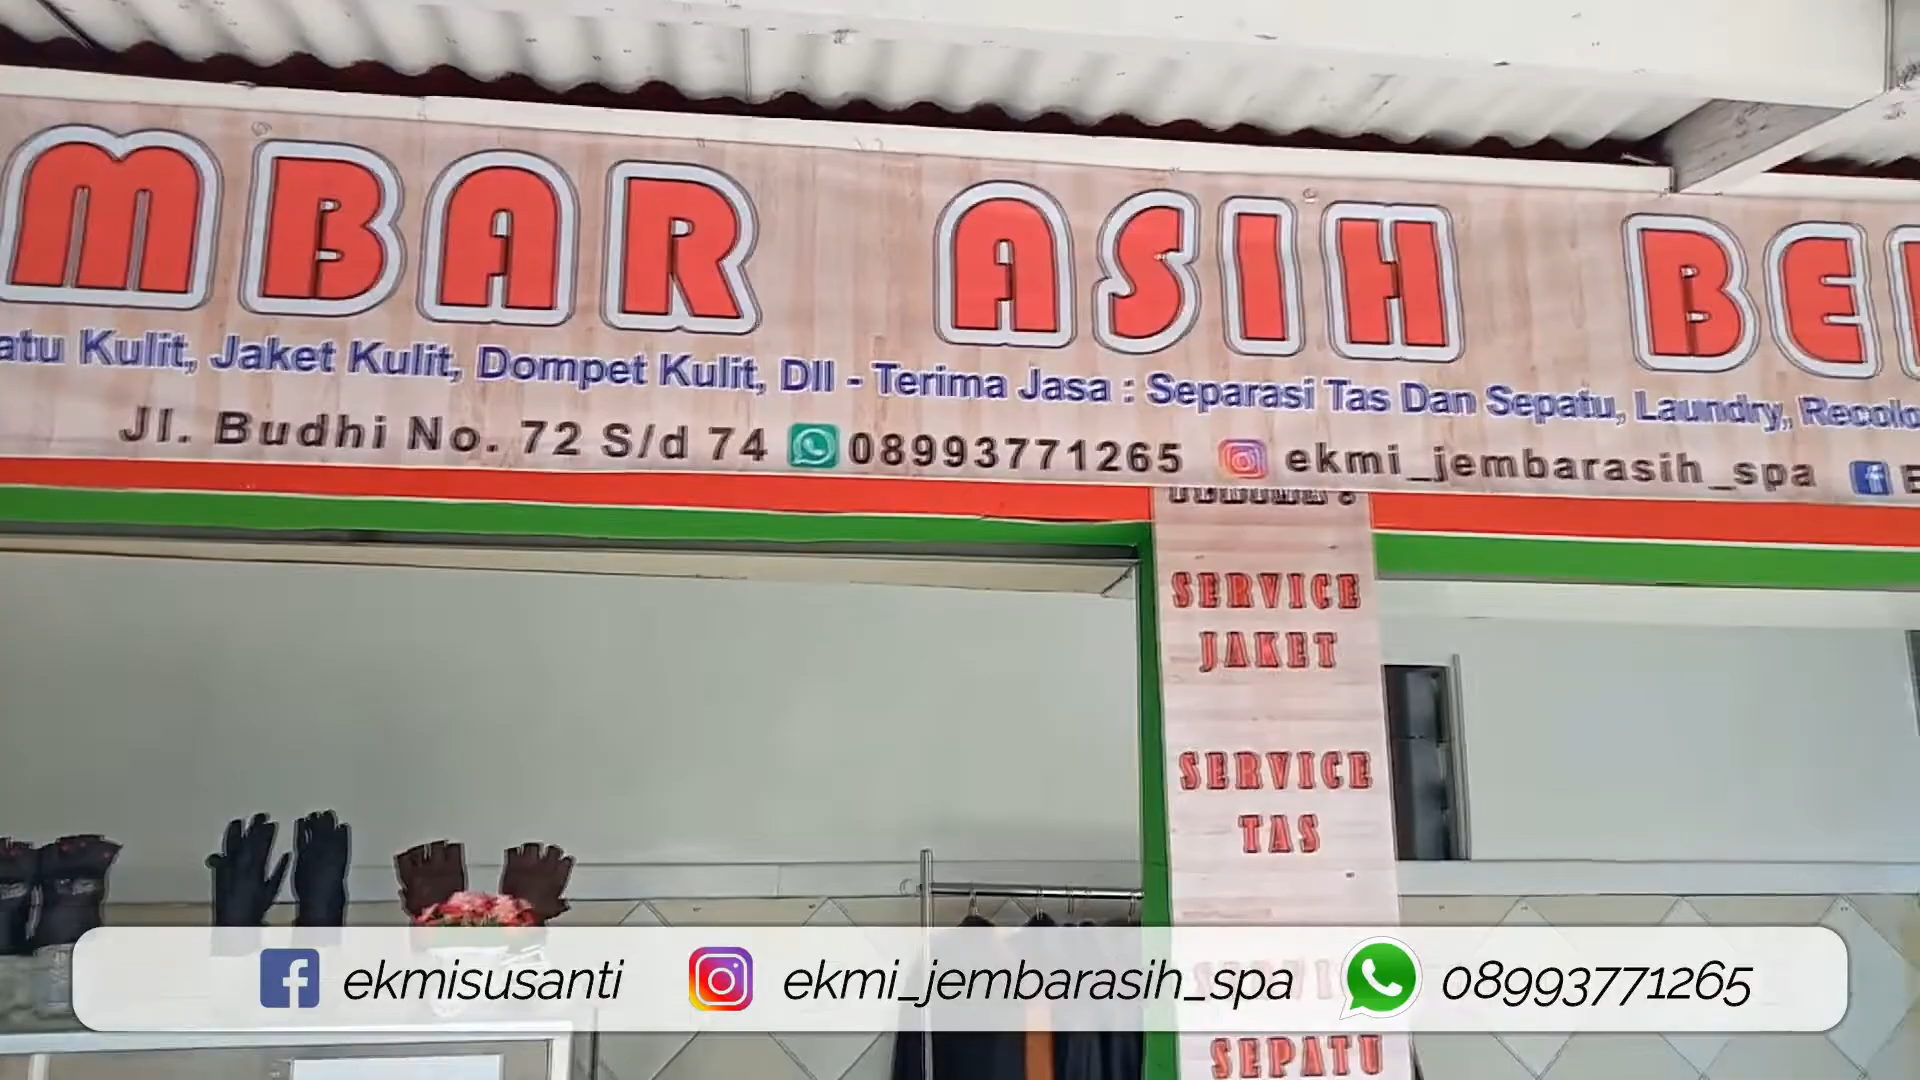 MBAR ASIH BE
atu Kulit, Jaket Kulit, Dompet Kulit, Dll - Terima Jasa : Separasi Tas Dan Sepatu, Laundry, Recolo
Jl. Budhi No. 72 S/d 74 08993771265 ekmi_jembarasih_spa E
SERVICE
JAKET
SERVICE
TAS
SERVIC
SEPATU
ekmisusanti ekmi_jembarasih_spa 08993771265